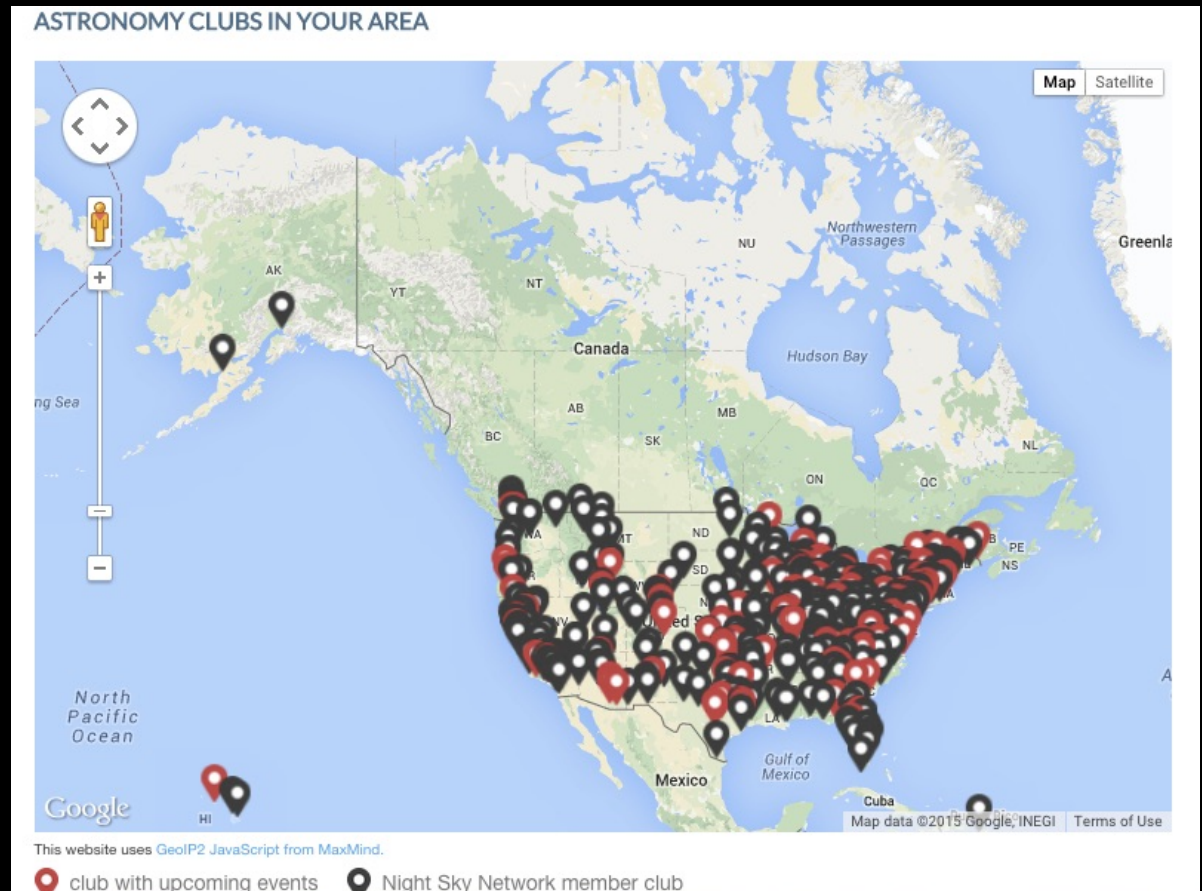 ASTRONOMY CLUBS IN YOUR AREA
Map Satellite
Northwestern
Passages
NU
Greenla
AK
YT
NT
Canada
Hudson Bay
ng Sea
AB
MB
BC
SK
NL
ON
QC
ND
PE
NS
SD
North
Pacific
Ocean
LA
Gulf of
Mexico
Mexico
Cuba
HI
Google
Map data ©2015 Google, INEGI Terms of Use
This website uses GeoIP2 JavaScript from MaxMind.
club with upcoming events Night Sky Network member club